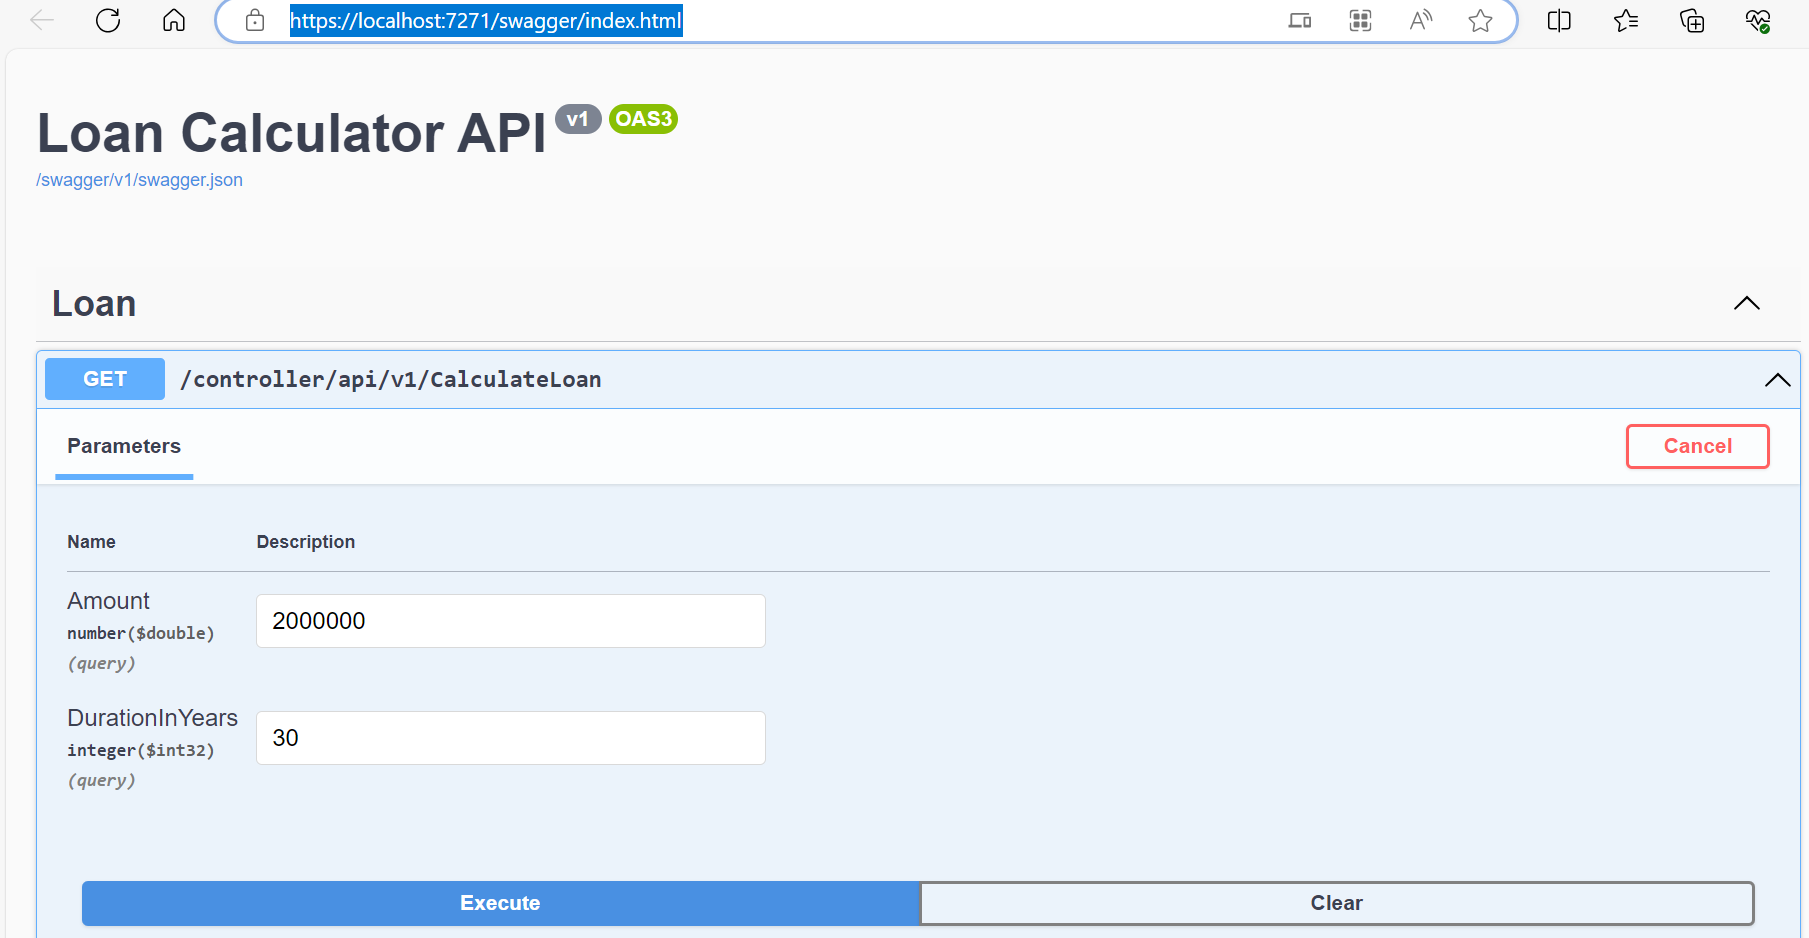 https://localhost:7271/swagger/index.html
Loan Calculator API v1 OAS3
/swagger/v1/swagger.json
Loan
GET /controller/api/v1/CalculateLoan
Parameters Cancel
Name Description
Amount
number($double)
(query)
2000000
DurationInYears
integer($int32)
(query)
30
Execute Clear